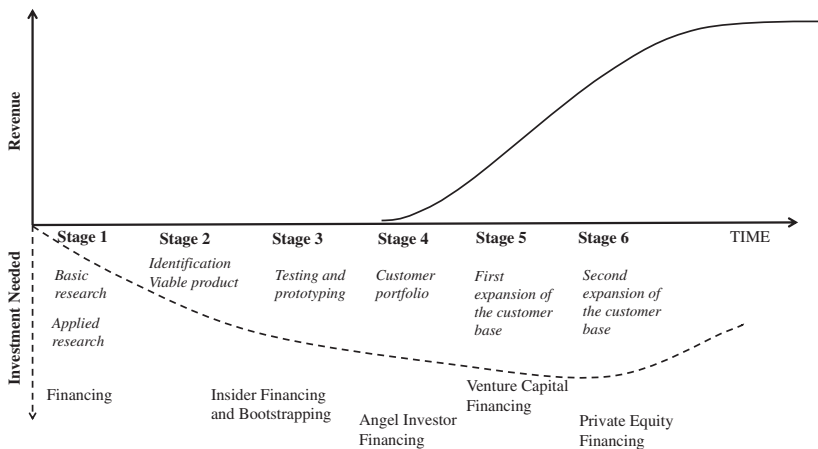 Revenue
Stage 1
Stage 2
Stage 3
Stage 4
Stage 5
Stage 6
TIME
Investment Needed
Basic
research
Applied
research
Identification
Viable product
Testing and
prototyping
Customer
portfolio
First
expansion of
the customer
base
Second
expansion of
the customer
base
Financing
Insider Financing
and Bootstrapping
Angel Investor
Financing
Venture Capital
Financing
Private Equity
Financing